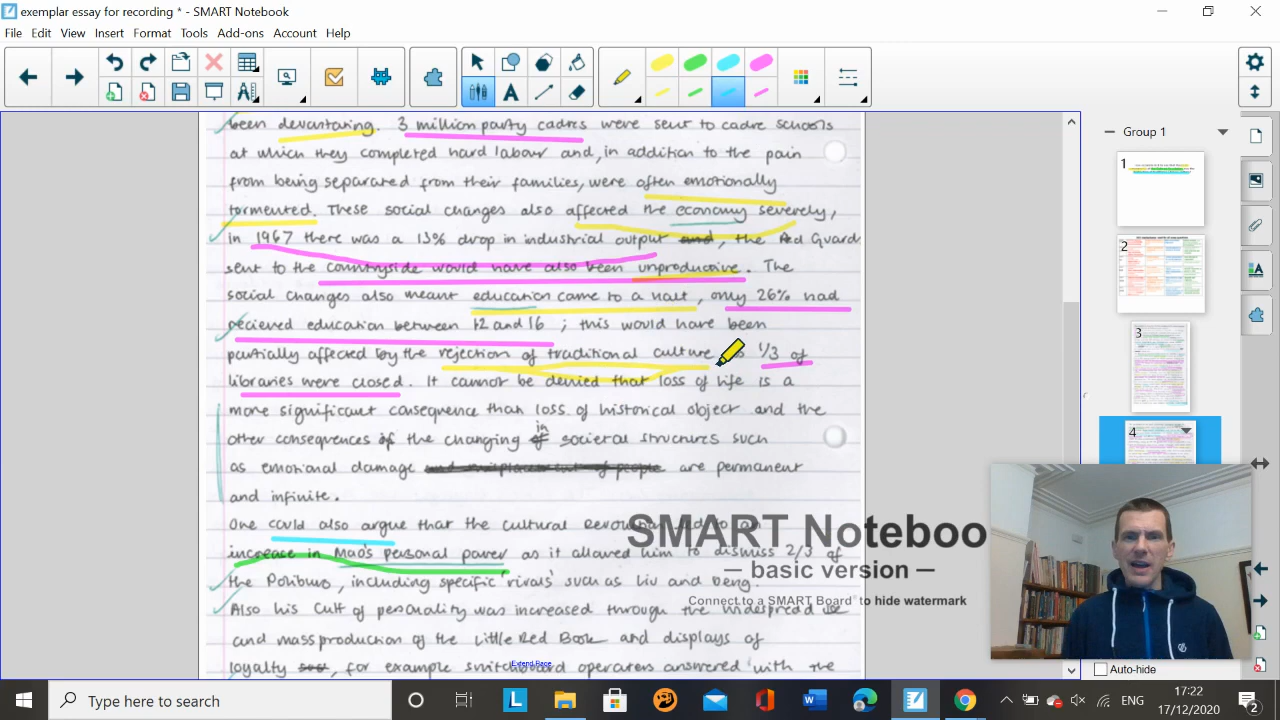 exemplar essay for recording * - SMART Notebook
File Edit View Insert Format Tools Add-ons Account Help
been devastating. 3 million party cadres were sent to cadre schools
at which they completed hard labour and, in addition to the pain
from being separated from their families, were often emotionally
tormented. These social changes also affected the economy severely,
in 1967 there was a 13% drop in industrial output and, the Red Guard
sent to the countryside would have also been unproductive. The
social changes also meant education came to a halt, only 26% had
recieved education between 12 and 16 ; this would have been
partially affected by the rejection of traditional culture 1/3 of
libraries were closed. It cannot be denied that loss of life is a
more significant consequence than loss of historical object and the
other conseqences of the changing in societal structures such
as emotional damage are permanent
and infinite.
One could also argue that the Cultural Revolution led to an
increase in Mao's personal power as it allowed him to dismiss 2/3 of
the Politburo, including specific 'rivals' such as Liu and Deng.
Also his Cult of personality was increased through the widespread use
and mass production of the Little Red Book and displays of
loyalty , for example switchboard operators answered with the
Extend Page
SMART Noteboo
— basic version —
Connect to a SMART Board® to hide watermark
Group 1
1
2
3
4
Auto-hide
Type here to search
ENG
17:22
17/12/2020
2